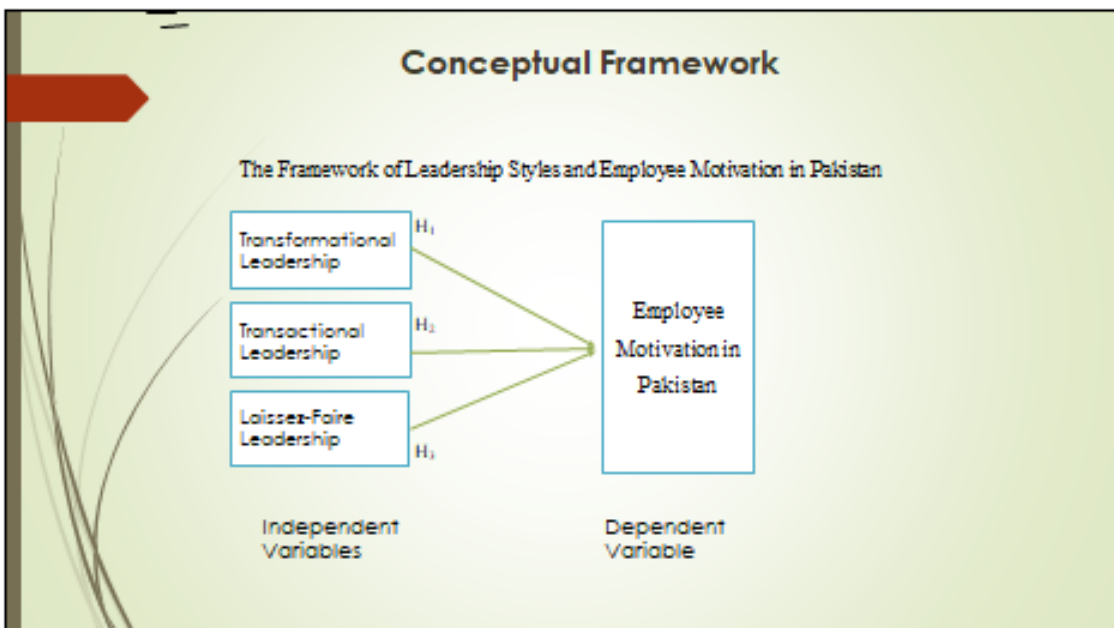 Conceptual Framework
The Framework of Leadership Styles and Employee Motivation in Pakistan
Transformational
Leadership
H₁
Transactional
Leadership
H₂
Laissez-Faire
Leadership
H₃
Employee
Motivation in
Pakistan
Independent
Variables
Dependent
Variable